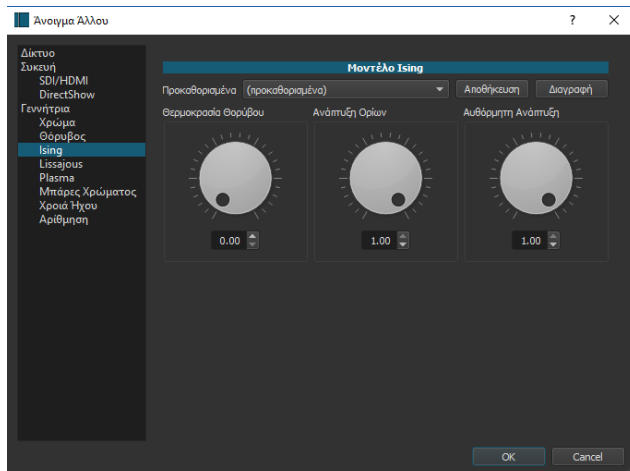 Άνοιγμα Άλλου
?
Δίκτυο
Συκευή
SDI/HDMI
DirectShow
Γεννήτρια
Χρώμα
Θόρυβος
Ising
Lissajous
Plasma
Μπάρες Χρώματος
Χροιά Ήχου
Αρίθμηση
Μοντέλο Ising
Προκαθορισμένα (προκαθορισμένα) Αποθήκευση Διαγραφή
Θερμοκρασία Θορύβου Ανάπτυξη Ορίων Αυθόρμητη Ανάπτυξη
0.00 1.00 1.00
OK Cancel